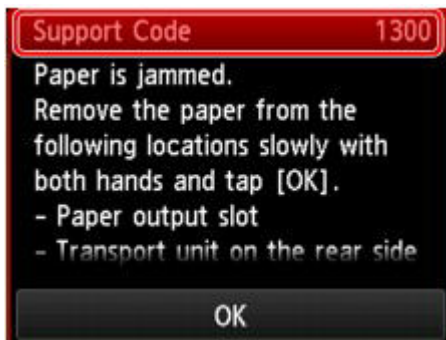 Support Code 1300
Paper is jammed.
Remove the paper from the
following locations slowly with
both hands and tap [OK].
- Paper output slot
- Transport unit on the rear side
OK